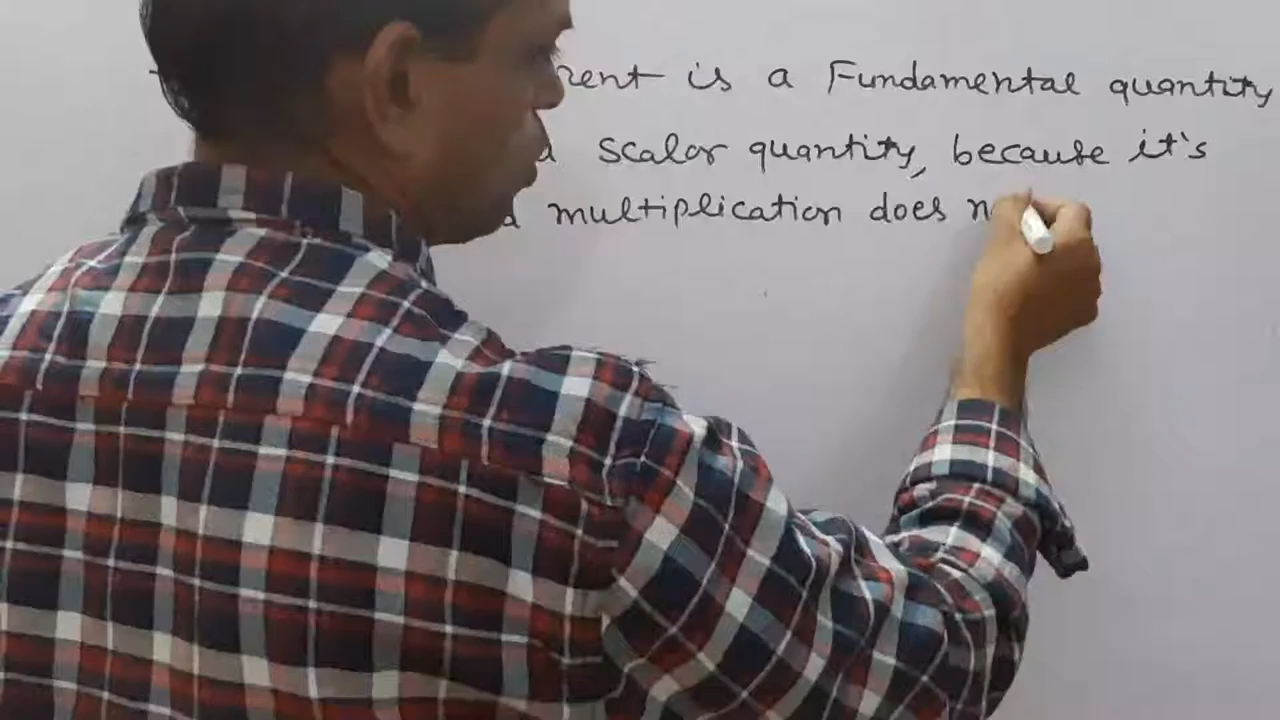 rent is a Fundamental quantity
a scalar quantity, because it's
multiplication does n